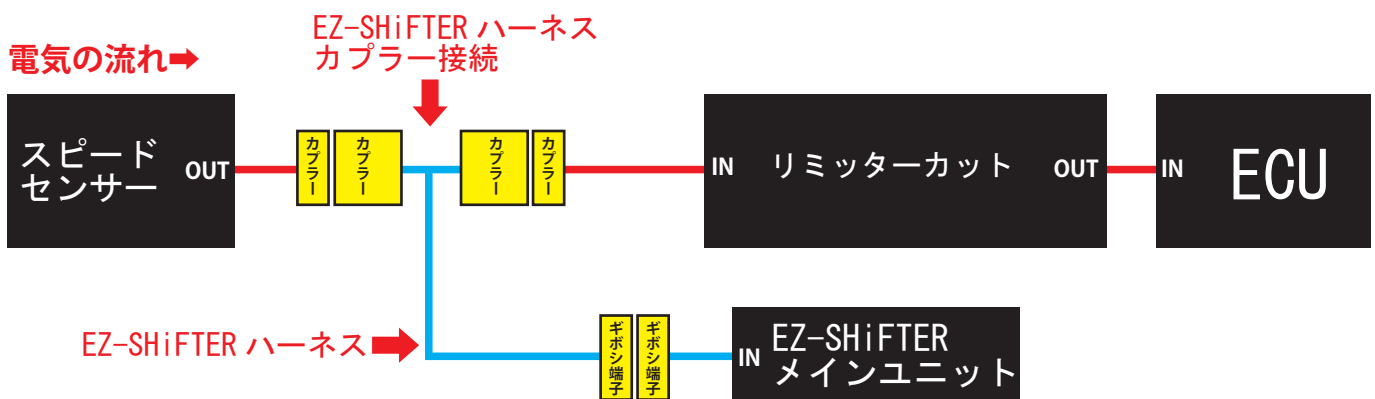 EZ-SHiFTER ハーネス
カプラー接続
電気の流れ➡
スピード
センサー
OUT
カプラー
カプラー
カプラー
カプラー
IN
リミッターカット
OUT
IN
ECU
EZ-SHiFTER ハーネス
ギボシ端子
ギボシ端子
IN
EZ-SHiFTER
メインユニット